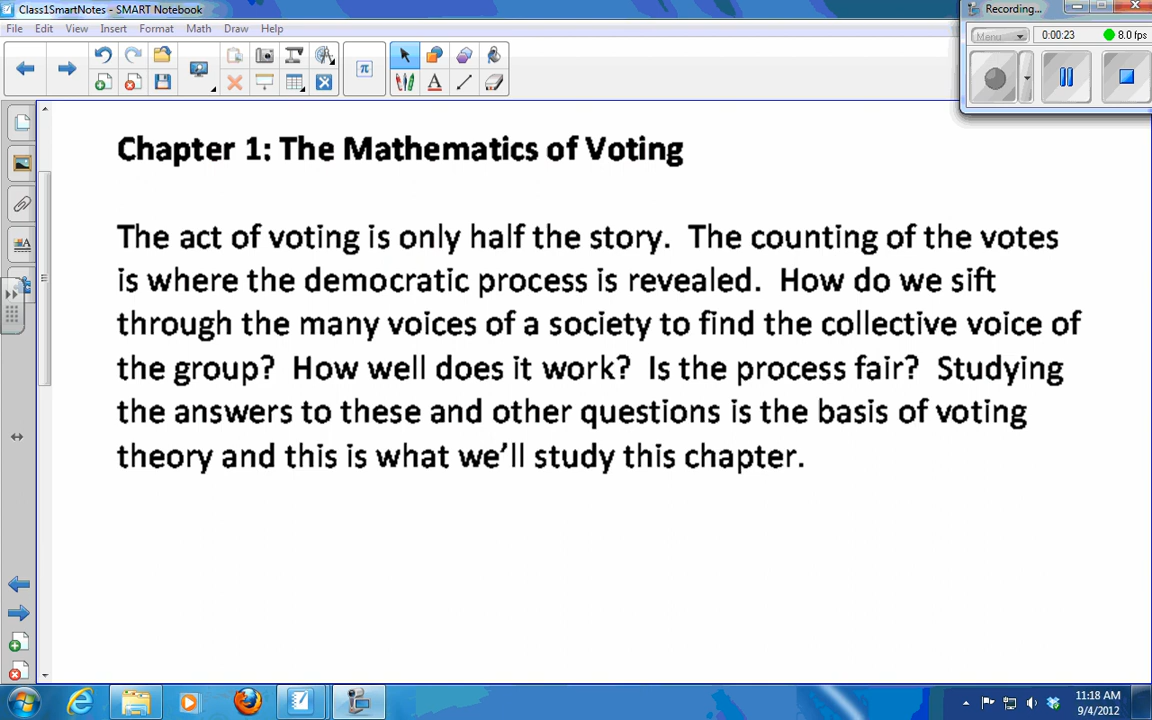 Class1SmartNotes - SMART Notebook
Recording...
File Edit View Insert Format Math Draw Help
Menu 0:00:23 8.0 fps
π
A
Chapter 1: The Mathematics of Voting
The act of voting is only half the story. The counting of the votes
is where the democratic process is revealed. How do we sift
through the many voices of a society to find the collective voice of
the group? How well does it work? Is the process fair? Studying
the answers to these and other questions is the basis of voting
theory and this is what we'll study this chapter.
11:18 AM
9/4/2012